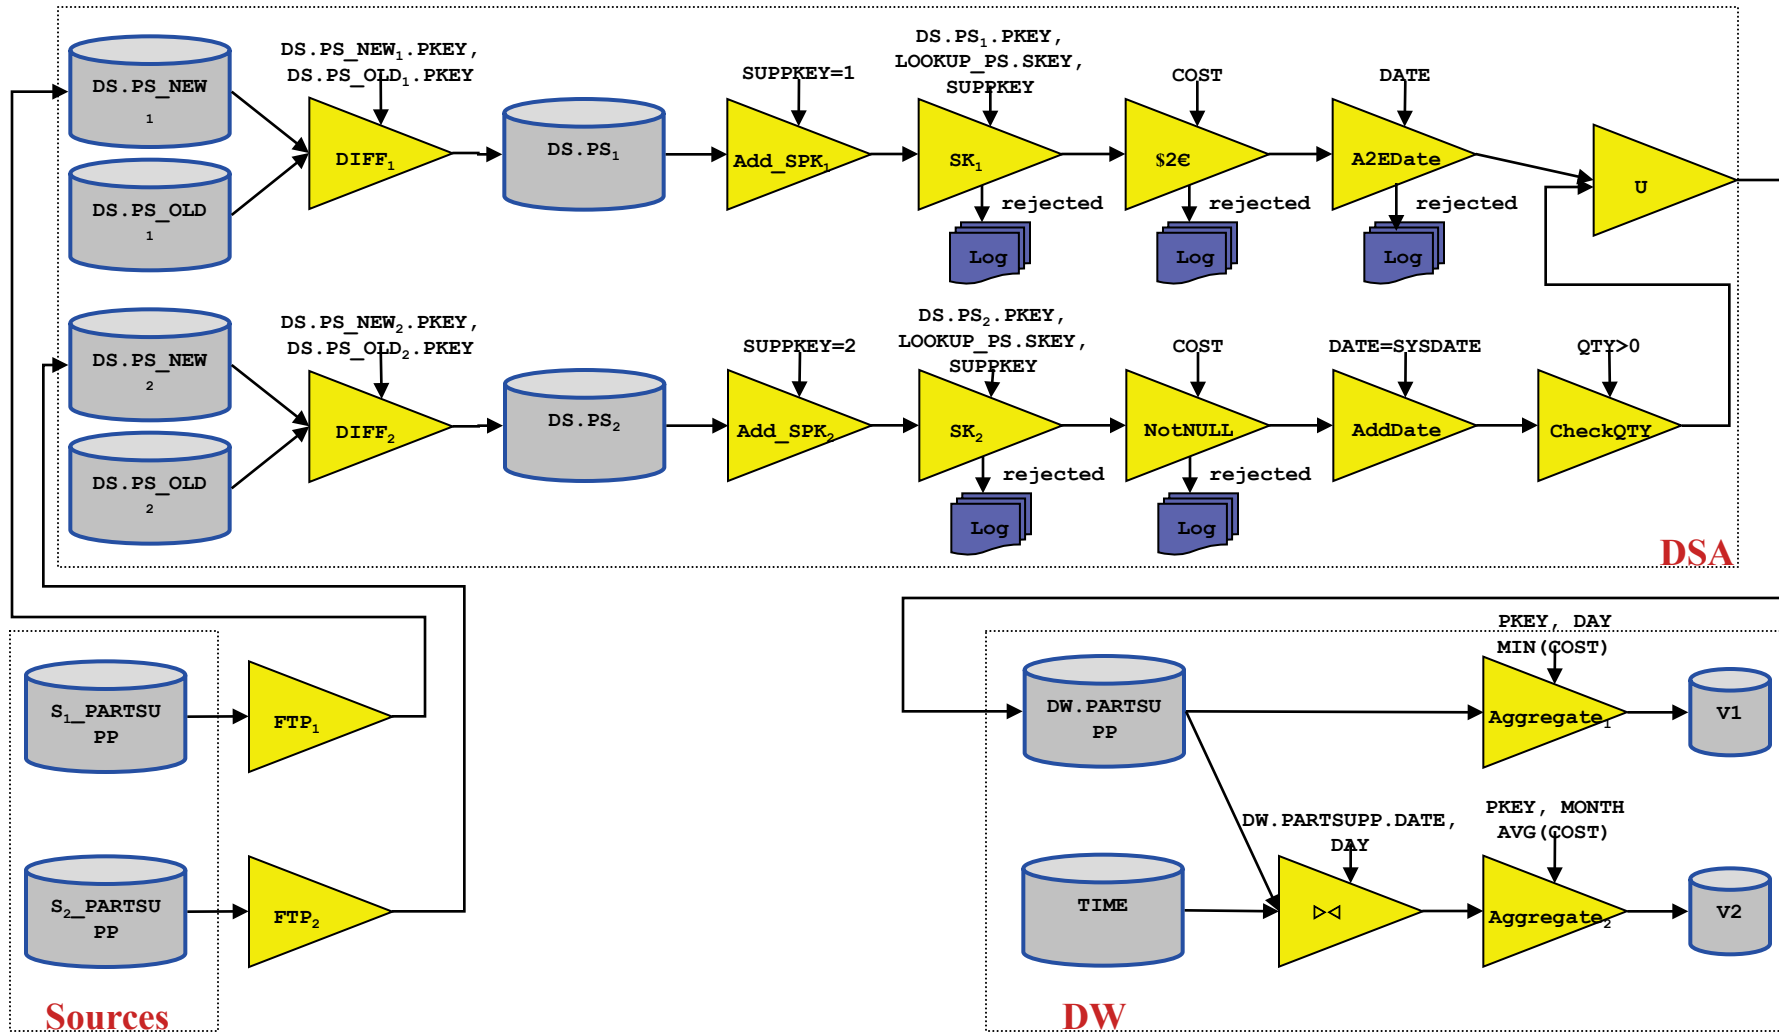 DS.PS_NEW
1
DS.PS_OLD
1
DS.PS_NEW₁.PKEY,
DS.PS_OLD₁.PKEY
DIFF₁
DS.PS₁
SUPPKEY=1
Add_SPK₁
DS.PS₁.PKEY,
LOOKUP_PS.SKEY,
SUPPKEY
SK₁
rejected
Log
COST
$2€
rejected
Log
DATE
A2EDate
rejected
Log
U
DS.PS_NEW
2
DS.PS_OLD
2
DS.PS_NEW₂.PKEY,
DS.PS_OLD₂.PKEY
DIFF₂
DS.PS₂
SUPPKEY=2
Add_SPK₂
DS.PS₂.PKEY,
LOOKUP_PS.SKEY,
SUPPKEY
SK₂
rejected
Log
COST
NotNULL
rejected
Log
DATE=SYSDATE
AddDate
QTY>0
CheckQTY
DSA
S₁_PARTSU
PP
FTP₁
S₂_PARTSU
PP
FTP₂
Sources
DW.PARTSU
PP
PKEY, DAY
MIN(COST)
Aggregate₁
V1
TIME
DW.PARTSUPP.DATE,
DAY
▷◁
PKEY, MONTH
AVG(COST)
Aggregate₂
V2
DW